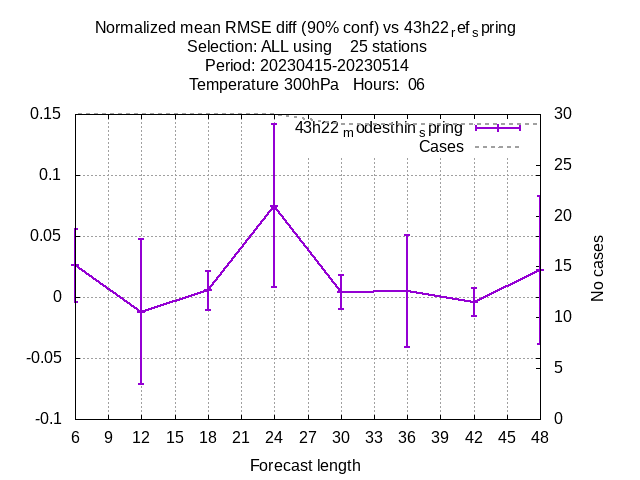 Normalized mean RMSE diff (90% conf) vs 43h22_ref_spring
Selection: ALL using 25 stations
Period: 20230415-20230514
Temperature 300hPa Hours: 06
43h22_modesthin_spring
Cases
0.15
0.1
0.05
0
-0.05
-0.1
30
25
20
15
10
5
0
No cases
6 9 12 15 18 21 24 27 30 33 36 39 42 45 48
Forecast length